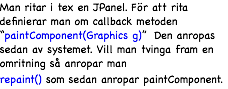 Man ritar i tex en JPanel. För att rita
definierar man om callback metoden
“paintComponent(Graphics g)”  Den anropas
sedan av systemet. Vill man tvinga fram en
omritning så anropar man
repaint() som sedan anropar paintComponent.